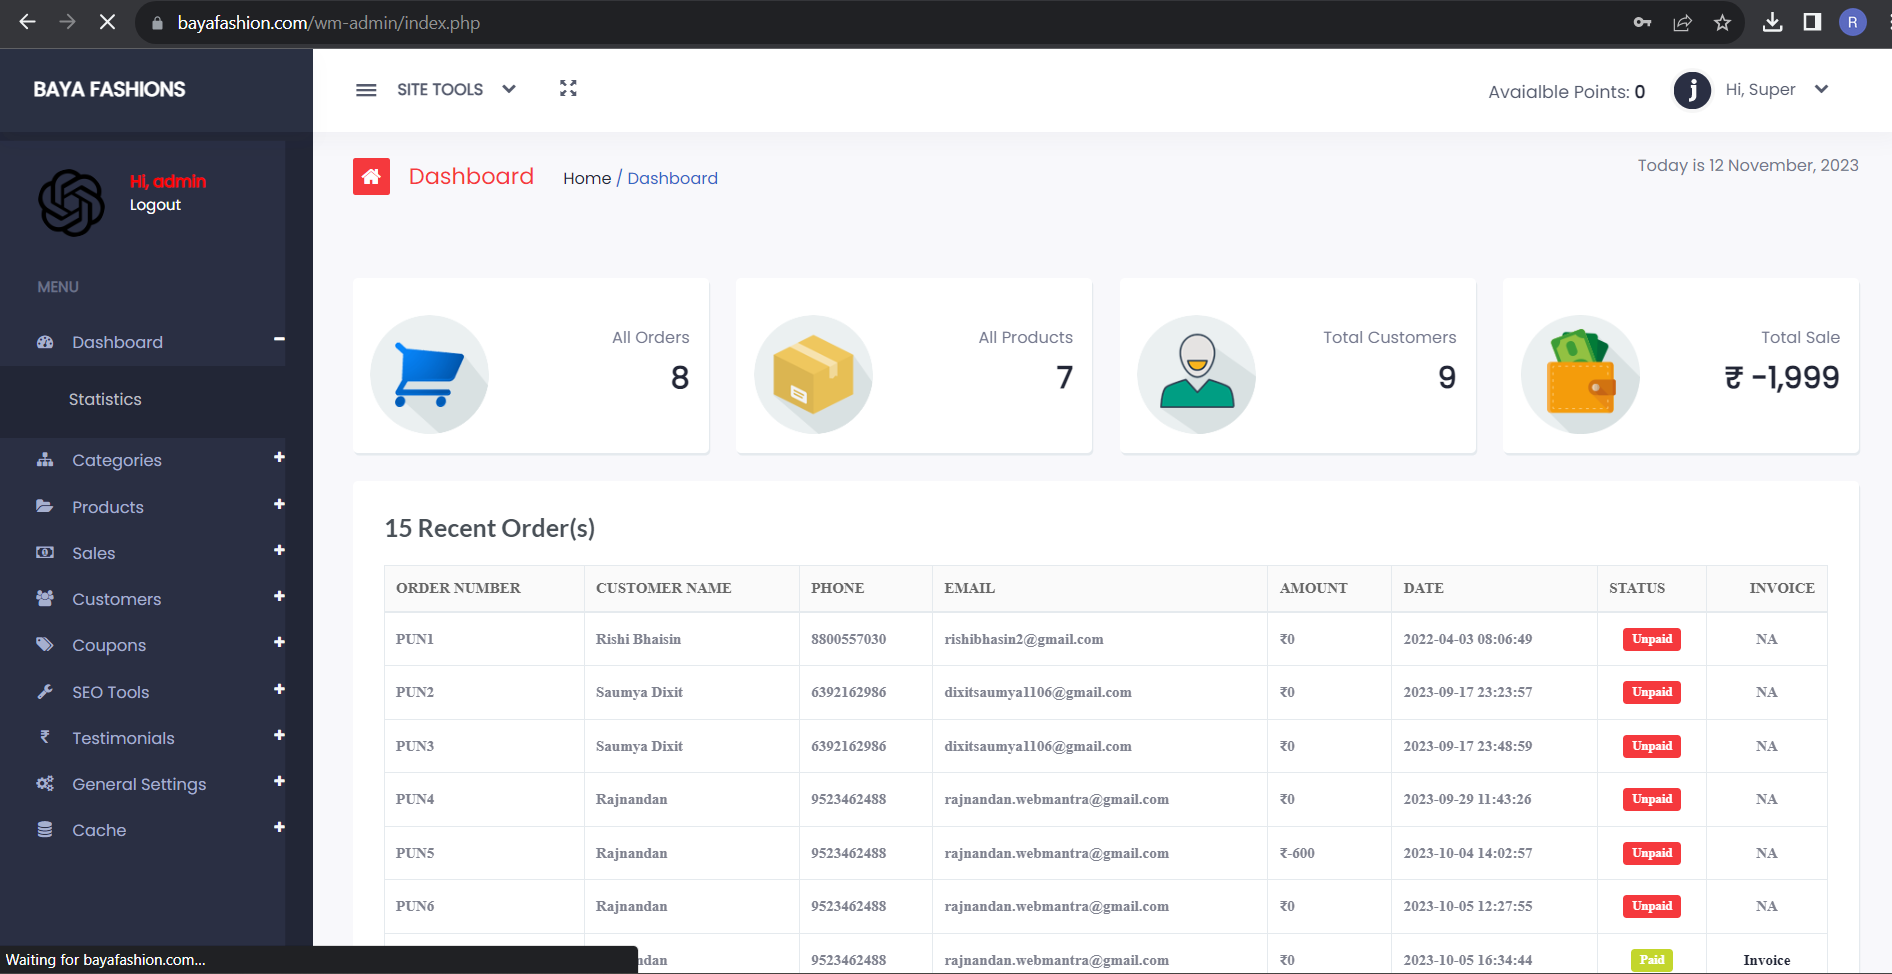 bayafashion.com/wm-admin/index.php
R
BAYA FASHIONS
SITE TOOLS
Avaialble Points: 0
j
Hi, Super
Hi, admin
Logout
Dashboard
Home / Dashboard
Today is 12 November, 2023
MENU
Dashboard
Statistics
Categories
Products
Sales
Customers
Coupons
SEO Tools
Testimonials
General Settings
Cache
All Orders
8
All Products
7
Total Customers
9
Total Sale
₹ -1,999
15 Recent Order(s)
ORDER NUMBER CUSTOMER NAME PHONE EMAIL AMOUNT DATE STATUS INVOICE
PUN1 Rishi Bhaisin 8800557030 rishibhasin2@gmail.com ₹0 2022-04-03 08:06:49 Unpaid NA
PUN2 Saumya Dixit 6392162986 dixitsaumya1106@gmail.com ₹0 2023-09-17 23:23:57 Unpaid NA
PUN3 Saumya Dixit 6392162986 dixitsaumya1106@gmail.com ₹0 2023-09-17 23:48:59 Unpaid NA
PUN4 Rajnandan 9523462488 rajnandan.webmantra@gmail.com ₹0 2023-09-29 11:43:26 Unpaid NA
PUN5 Rajnandan 9523462488 rajnandan.webmantra@gmail.com ₹-600 2023-10-04 14:02:57 Unpaid NA
PUN6 Rajnandan 9523462488 rajnandan.webmantra@gmail.com ₹0 2023-10-05 12:27:55 Unpaid NA
ndan 9523462488 rajnandan.webmantra@gmail.com ₹0 2023-10-05 16:34:44 Paid Invoice
Waiting for bayafashion.com...